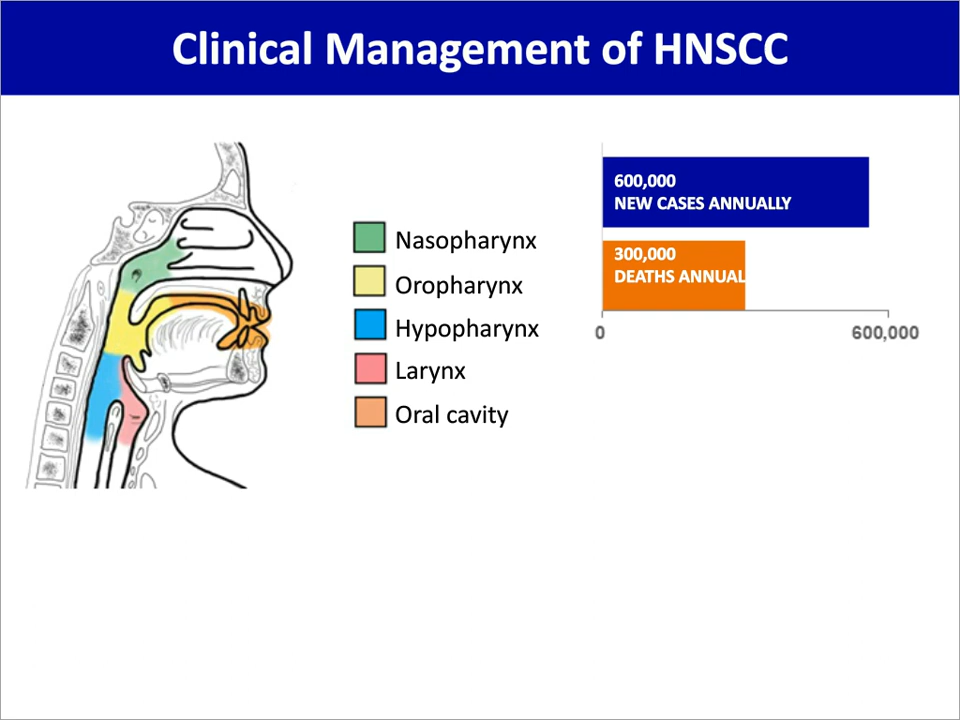 Clinical Management of HNSCC
Nasopharynx
Oropharynx
Hypopharynx
Larynx
Oral cavity
600,000
NEW CASES ANNUALLY
300,000
DEATHS ANNUAL
0
600,000